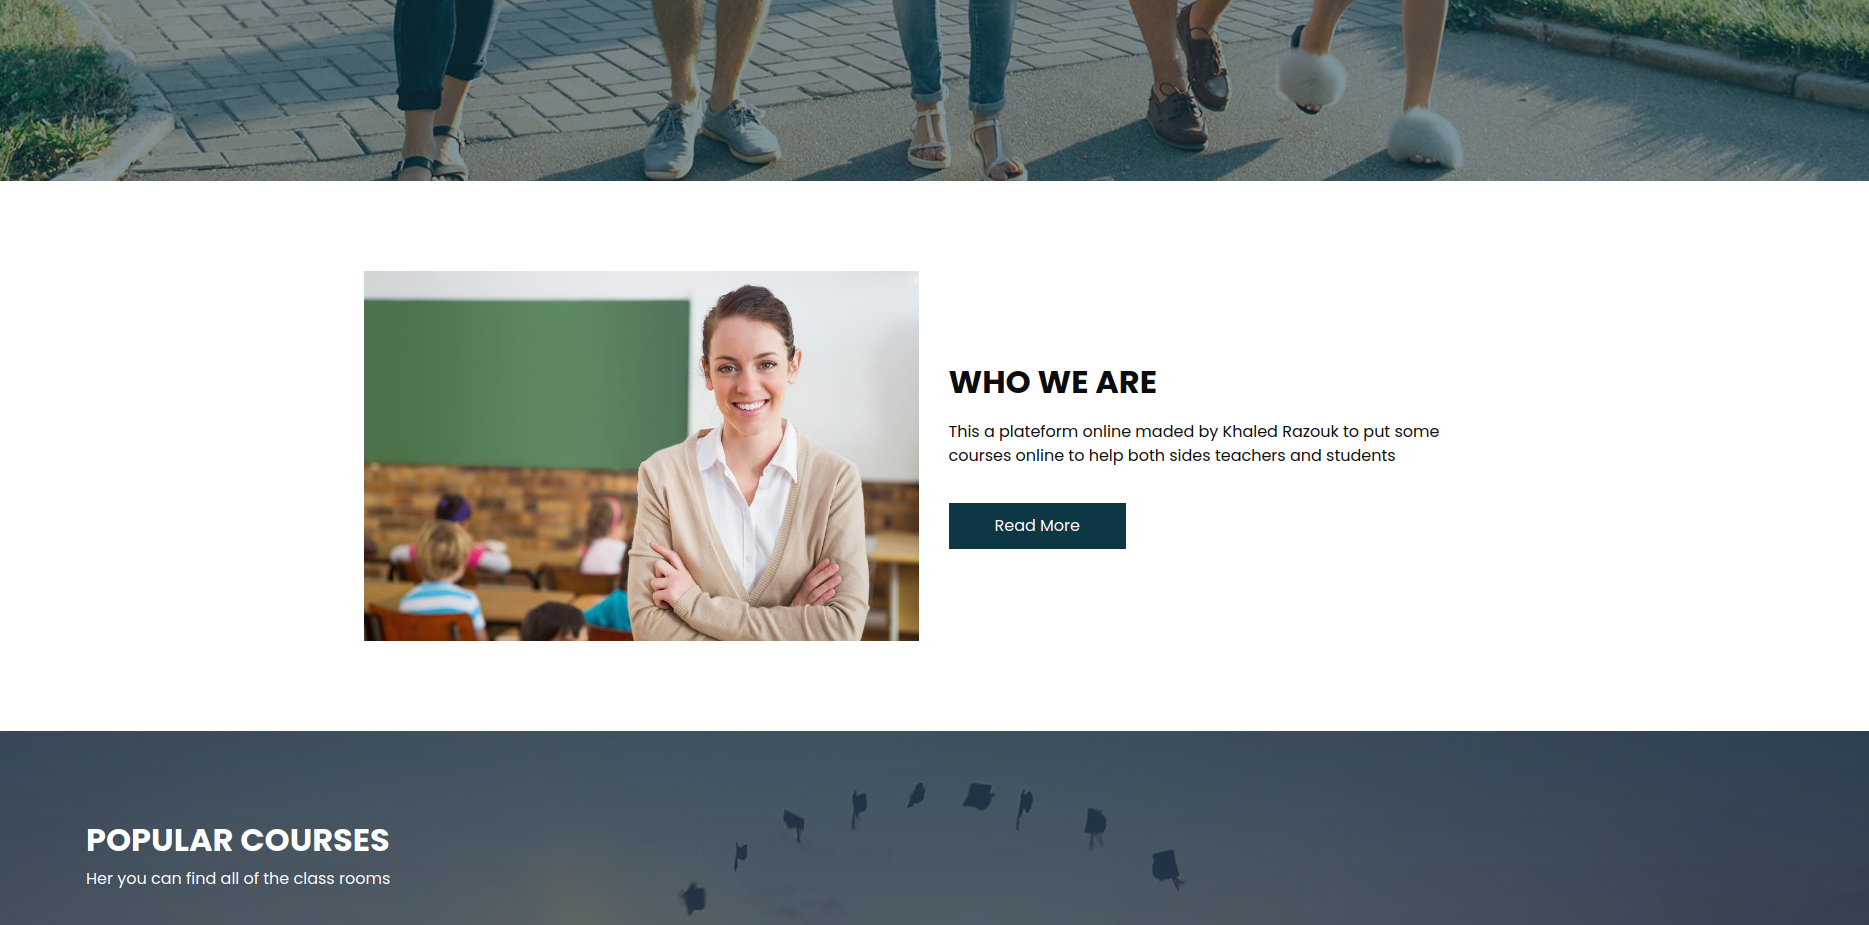 WHO WE ARE
This a plateform online maded by Khaled Razouk to put some
courses online to help both sides teachers and students
Read More
POPULAR COURSES
Her you can find all of the class rooms